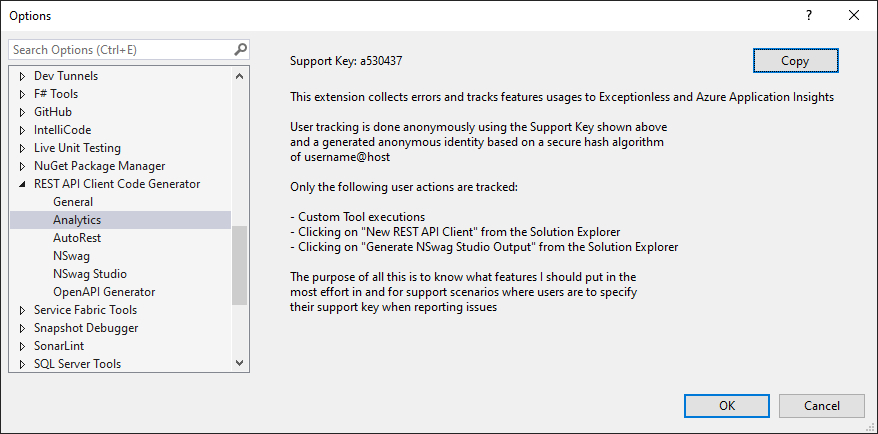 Options
Search Options (Ctrl+E)
Dev Tunnels
F# Tools
GitHub
IntelliCode
Live Unit Testing
NuGet Package Manager
REST API Client Code Generator
General
Analytics
AutoRest
NSwag
NSwag Studio
OpenAPI Generator
Service Fabric Tools
Snapshot Debugger
SonarLint
SQL Server Tools
Support Key: a530437
Copy
This extension collects errors and tracks features usages to Exceptionless and Azure Application Insights
User tracking is done anonymously using the Support Key shown above
and a generated anonymous identity based on a secure hash algorithm
of username@host
Only the following user actions are tracked:
- Custom Tool executions
- Clicking on "New REST API Client" from the Solution Explorer
- Clicking on "Generate NSwag Studio Output" from the Solution Explorer
The purpose of all this is to know what features I should put in the
most effort in and for support scenarios where users are to specify
their support key when reporting issues
OK
Cancel